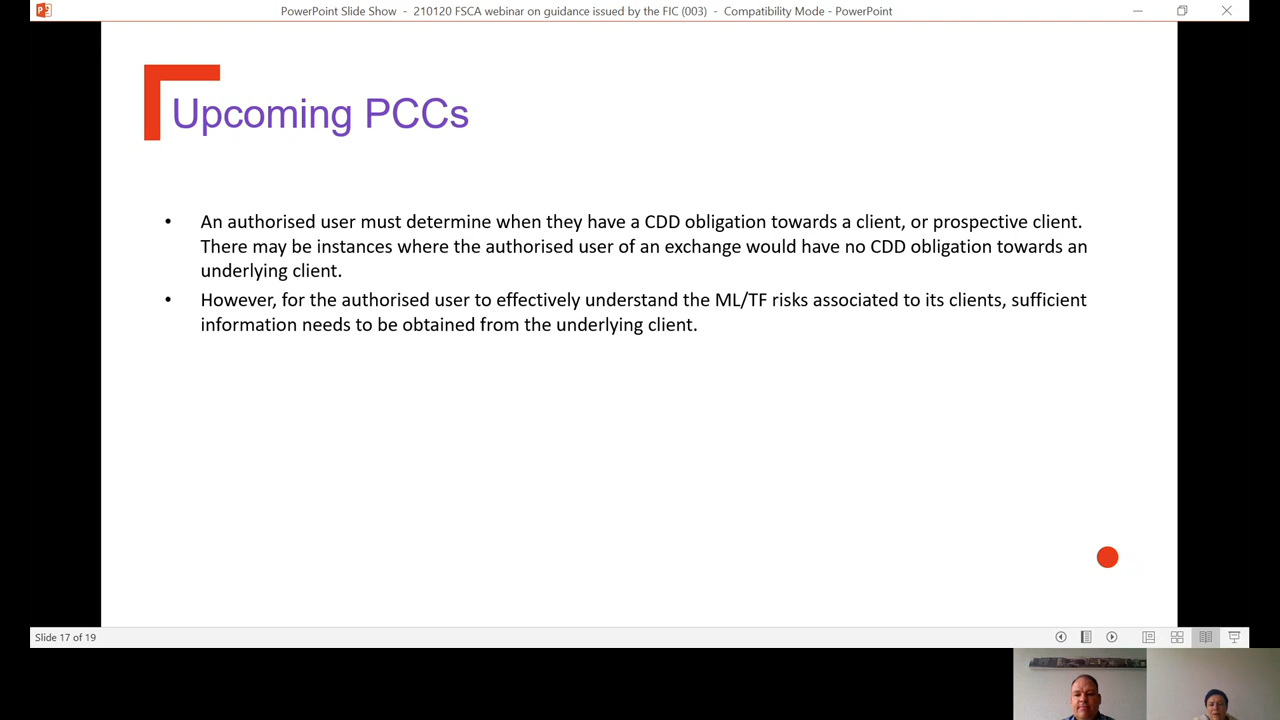 PowerPoint Slide Show - 210120 FSCA webinar on guidance issued by the FIC (003) - Compatibility Mode - PowerPoint
Upcoming PCCs
• An authorised user must determine when they have a CDD obligation towards a client, or prospective client.
There may be instances where the authorised user of an exchange would have no CDD obligation towards an
underlying client.
• However, for the authorised user to effectively understand the ML/TF risks associated to its clients, sufficient
information needs to be obtained from the underlying client.
Slide 17 of 19